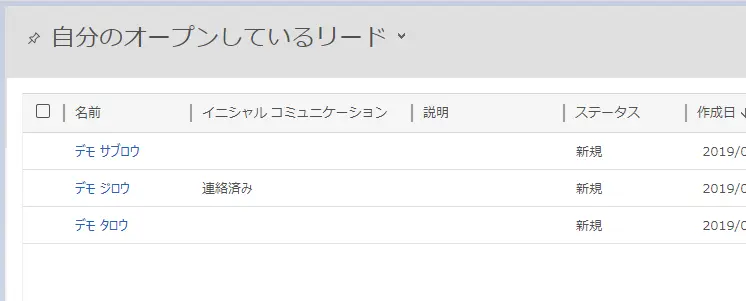 自分のオープンしているリード
名前 イニシャル コミュニケーション 説明 ステータス 作成日
デモ サブロウ 新規 2019/0
デモ ジロウ 連絡済み 新規 2019/0
デモ タロウ 新規 2019/0